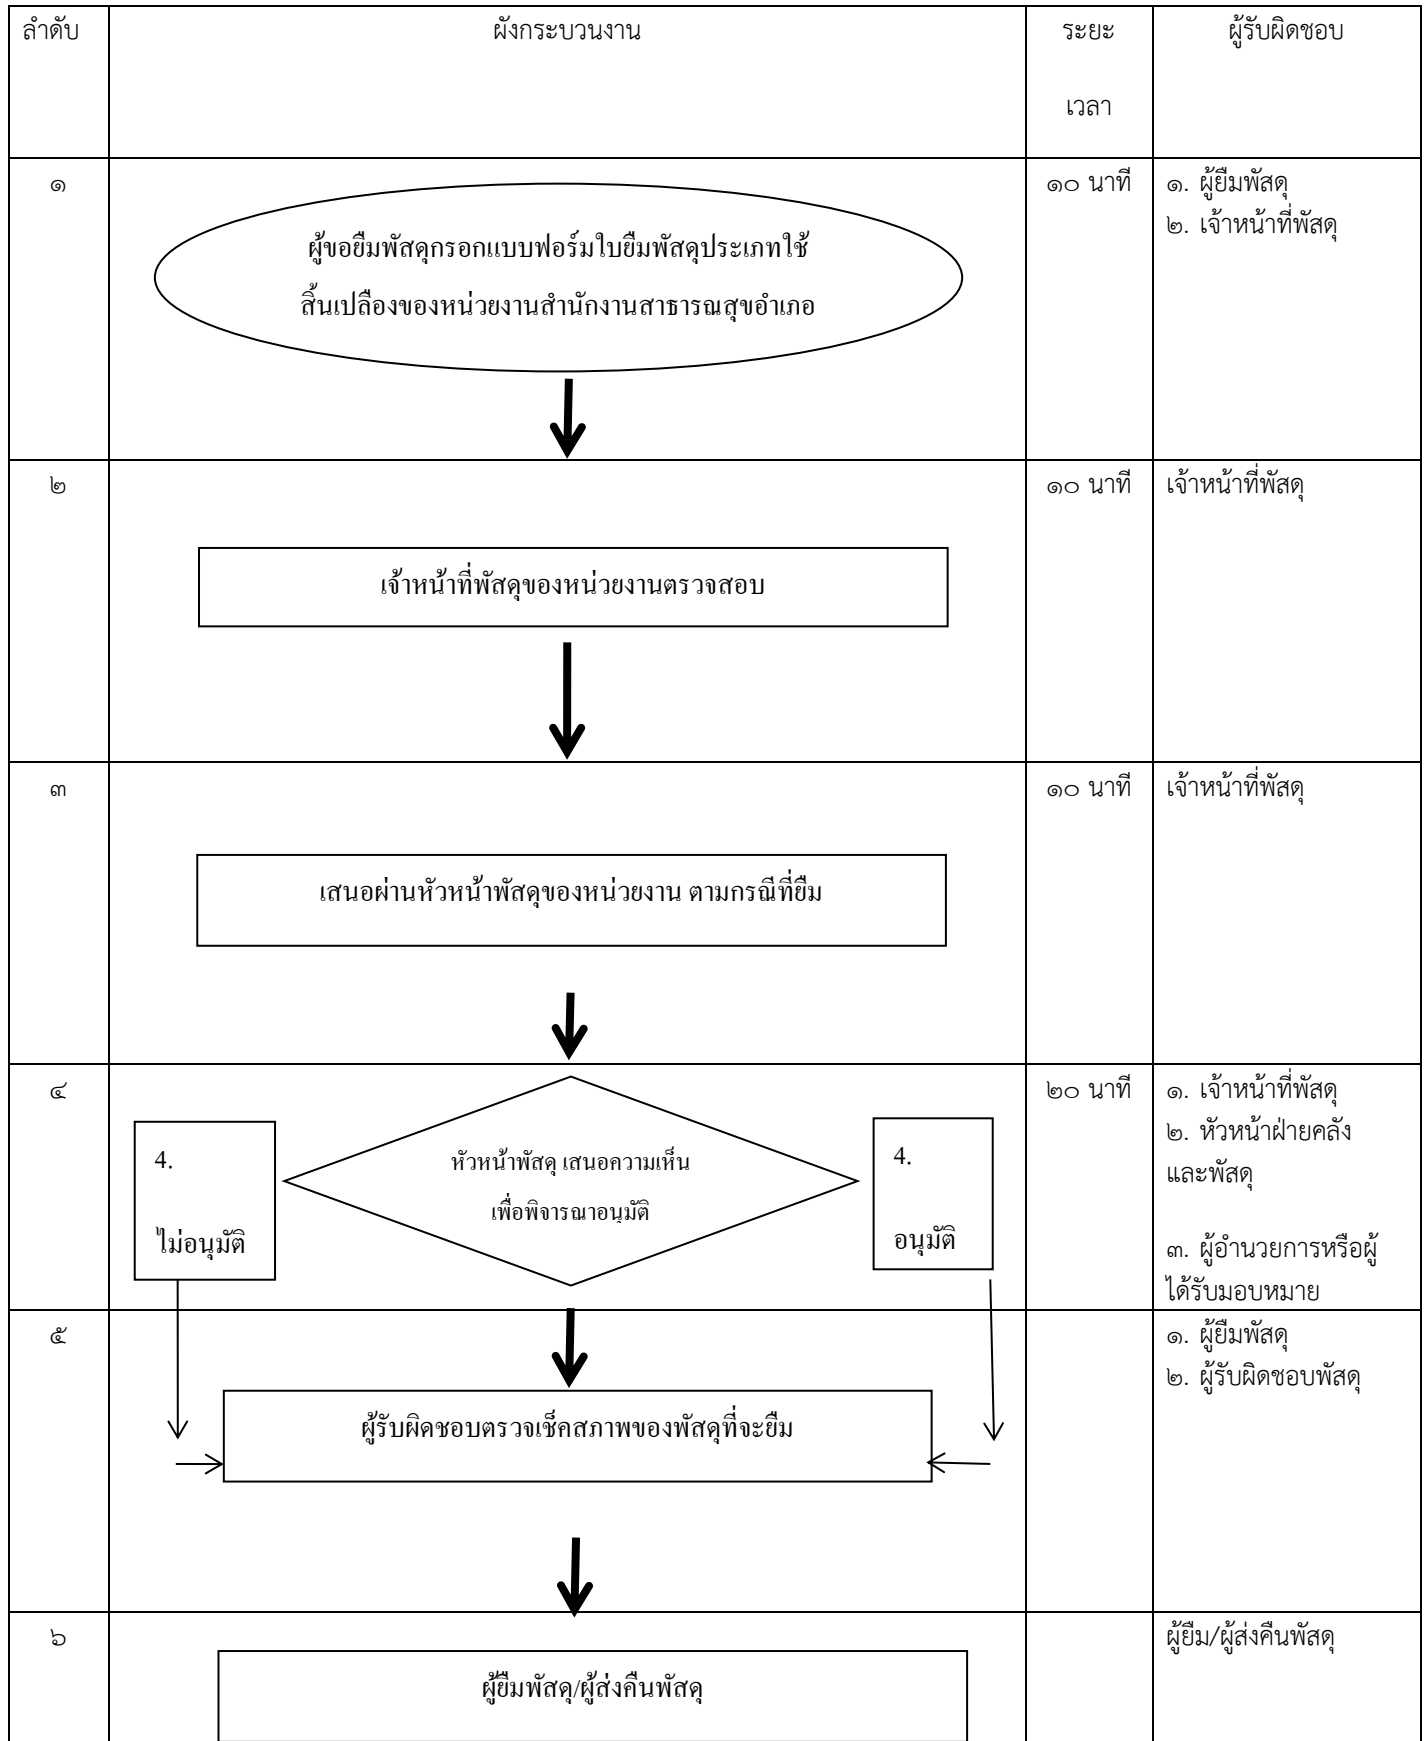 ลำดับ
ผังกระบวนงาน
ระยะ
เวลา
ผู้รับผิดชอบ
๑
ผู้ขอยืมพัสดุกรอกแบบฟอร์มใบยืมพัสดุประเภทใช้
สิ้นเปลืองของหน่วยงานสำนักงานสาธารณสุขอำเภอ
๑๐ นาที
๑. ผู้ยืมพัสดุ
๒. เจ้าหน้าที่พัสดุ
๒
เจ้าหน้าที่พัสดุของหน่วยงานตรวจสอบ
๑๐ นาที
เจ้าหน้าที่พัสดุ
๓
เสนอผ่านหัวหน้าพัสดุของหน่วยงาน ตามกรณีที่ยืม
๑๐ นาที
เจ้าหน้าที่พัสดุ
๔
4.
ไม่อนุมัติ
หัวหน้าพัสดุ เสนอความเห็น
เพื่อพิจารณาอนุมัติ
4.
อนุมัติ
๒๐ นาที
๑. เจ้าหน้าที่พัสดุ
๒. หัวหน้าฝ่ายคลัง
และพัสดุ
๓. ผู้อำนวยการหรือผู้
ได้รับมอบหมาย
๕
ผู้รับผิดชอบตรวจเช็คสภาพของพัสดุที่จะยืม
๑. ผู้ยืมพัสดุ
๒. ผู้รับผิดชอบพัสดุ
๖
ผู้ยืมพัสดุ/ผู้ส่งคืนพัสดุ
ผู้ยืม/ผู้ส่งคืนพัสดุ